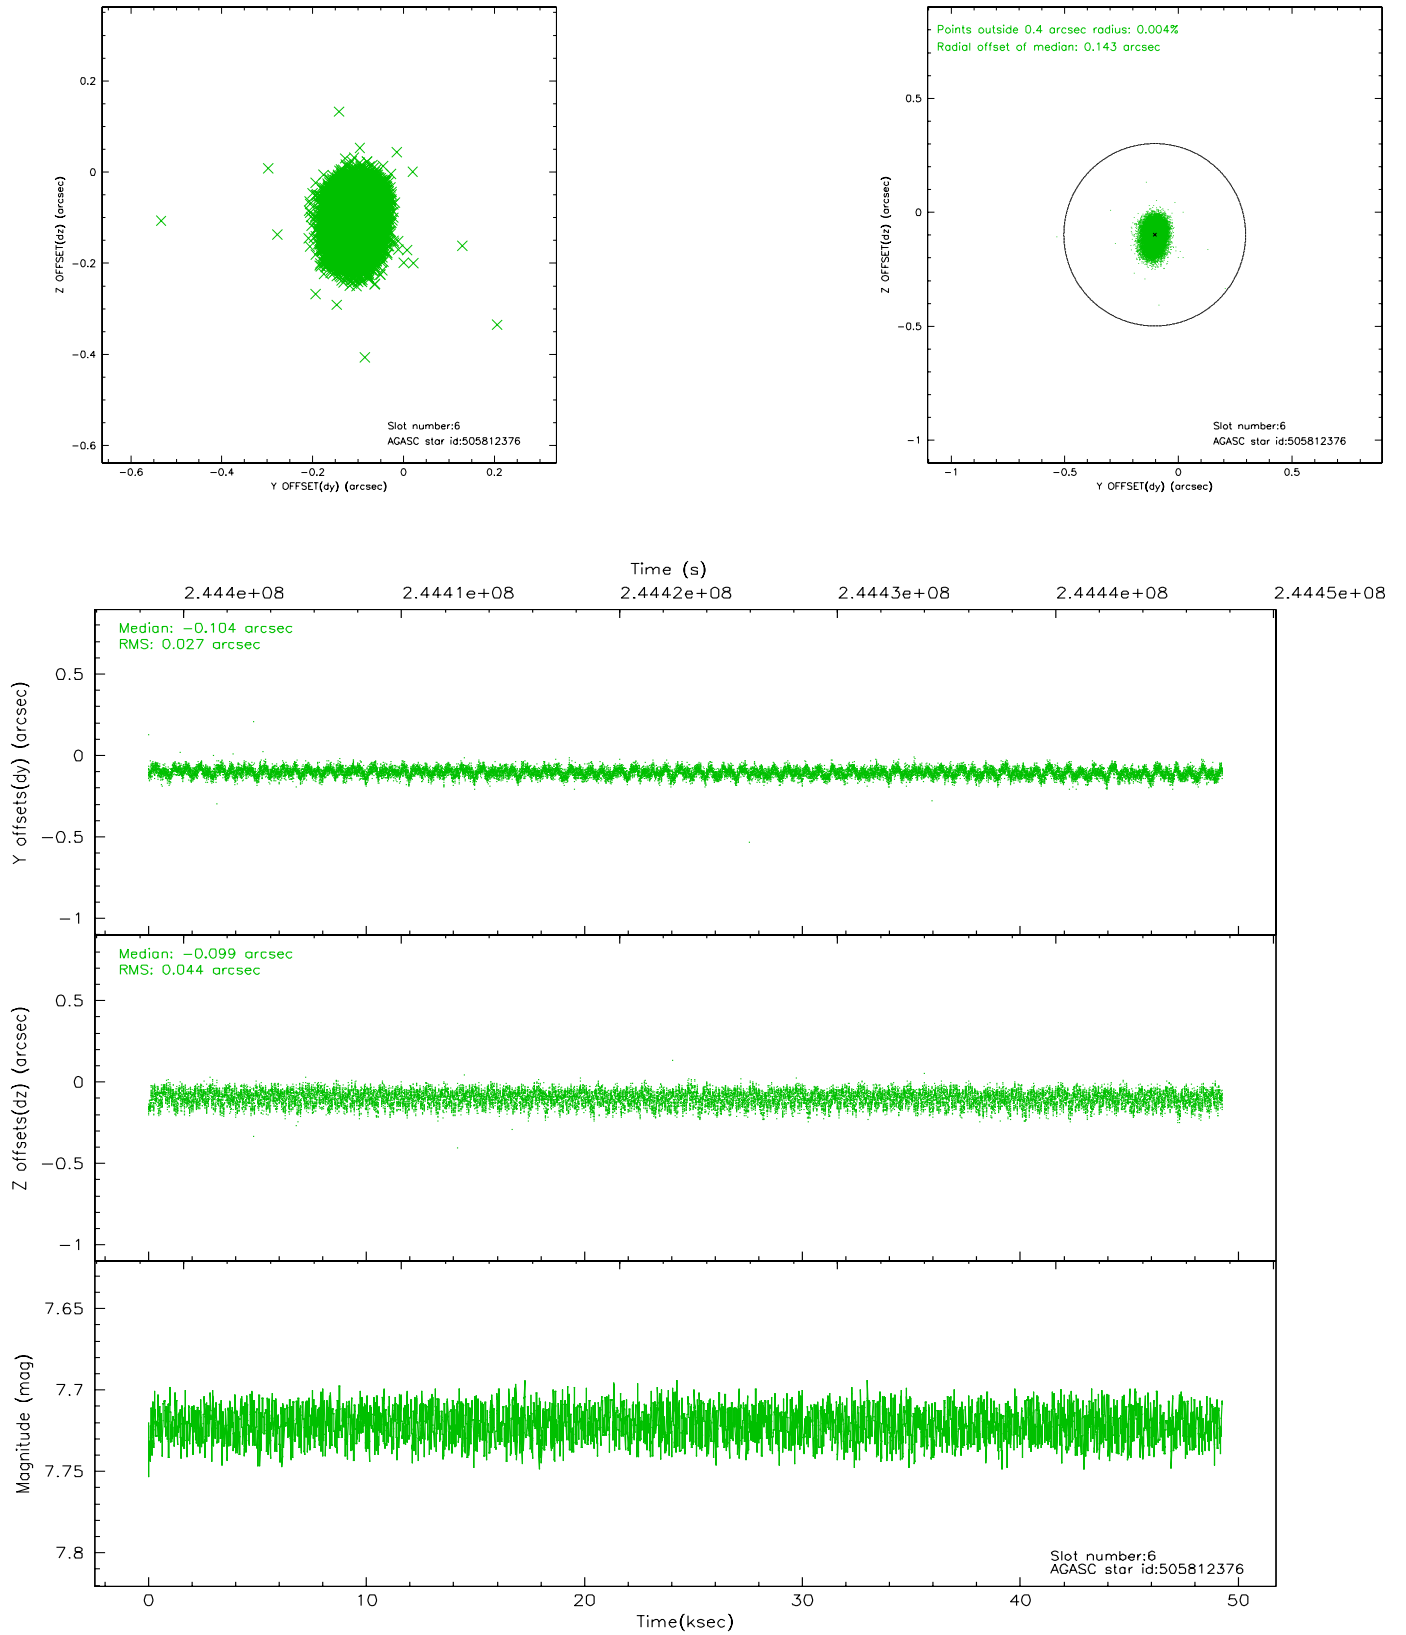 0.2
0
−0.2
−0.4
−0.6
Z OFFSET(dz) (arcsec)
Slot number:6
AGASC star id:505812376
−0.6 −0.4 −0.2 0 0.2
Y OFFSET(dy) (arcsec)
Points outside 0.4 arcsec radius: 0.004%
Radial offset of median: 0.143 arcsec
0.5
0
−0.5
−1
Z OFFSET(dz) (arcsec)
Slot number:6
AGASC star id:505812376
−1 −0.5 0 0.5
Y OFFSET(dy) (arcsec)
Time (s)
2.444e+08 2.4441e+08 2.4442e+08 2.4443e+08 2.4444e+08 2.4445e+08
Median: −0.104 arcsec
RMS: 0.027 arcsec
0.5
0
−0.5
−1
Y offsets(dy) (arcsec)
Median: −0.099 arcsec
RMS: 0.044 arcsec
0.5
0
−0.5
−1
Z offsets(dz) (arcsec)
7.65
7.7
7.75
7.8
Magnitude (mag)
Slot number:6
AGASC star id:505812376
0 10 20 30 40 50
Time(ksec)